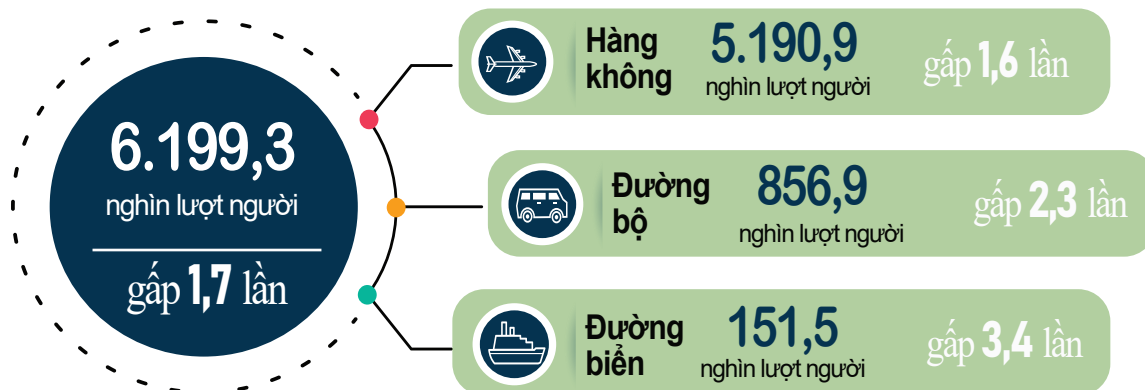 6.199,3
nghìn lượt người
gấp 1,7 lần
Hàng
không
5.190,9
nghìn lượt người
gấp 1,6 lần
Đường
bộ
856,9
nghìn lượt người
gấp 2,3 lần
Đường
biển
151,5
nghìn lượt người
gấp 3,4 lần